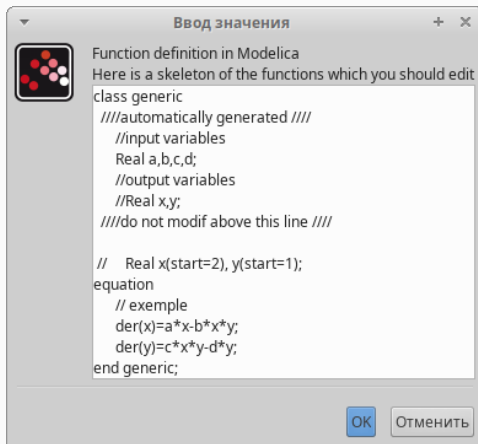 Ввод значения
Function definition in Modelica
Here is a skeleton of the functions which you should edit
class generic
////automatically generated ////
//input variables
Real a,b,c,d;
//output variables
//Real x,y;
////do not modif above this line ////
// Real x(start=2), y(start=1);
equation
// exemple
der(x)=a*x-b*x*y;
der(y)=c*x*y-d*y;
end generic;
OK Отменить